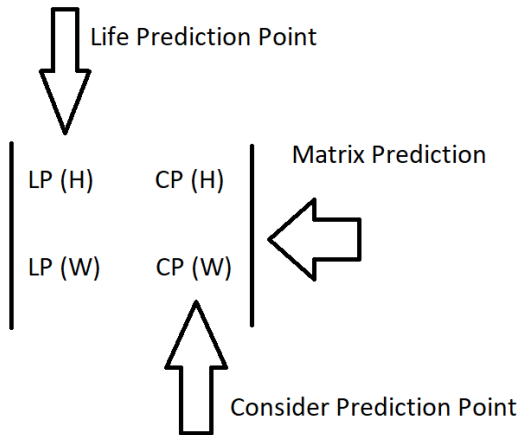 Life Prediction Point
Matrix Prediction
LP (H) CP (H)
LP (W) CP (W)
Consider Prediction Point